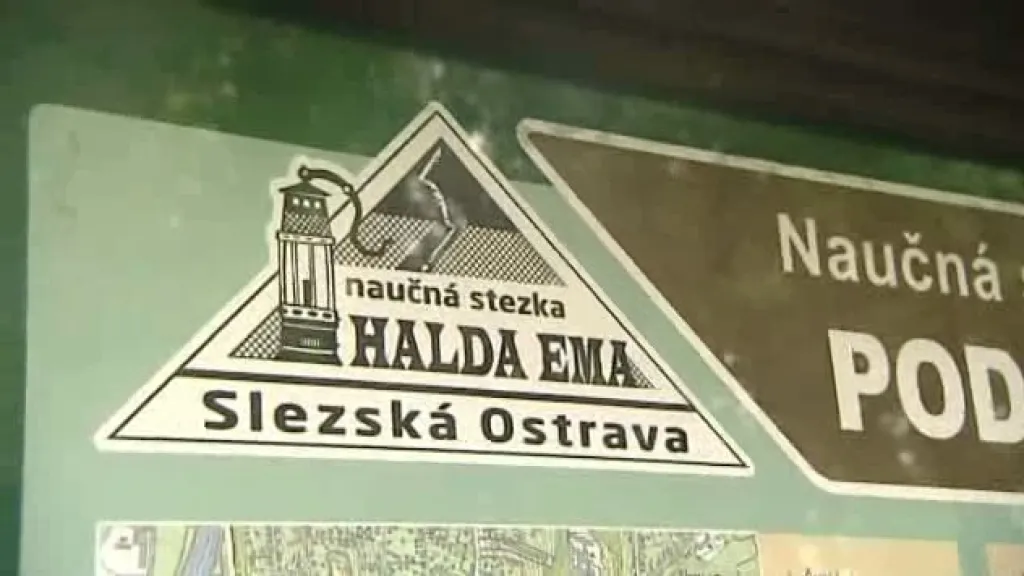 naučná stezka
HALDA EMA
Slezská Ostrava
Naučná
POD